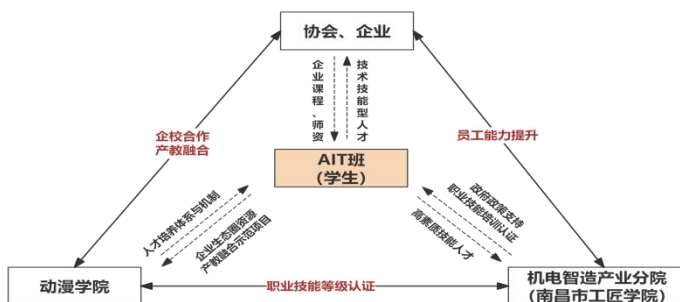 协会、企业
企业课程、师资
技术技能型人才
企校合作
产教融合
员工能力提升
AIT班
(学生)
人才培养体系与机制
企业生态圈资源
产教融合示范项目
政府政策支持
职业技能培训认证
高素质技能人才
动漫学院
职业技能等级认证
机电智造产业分院
(南昌市工匠学院)